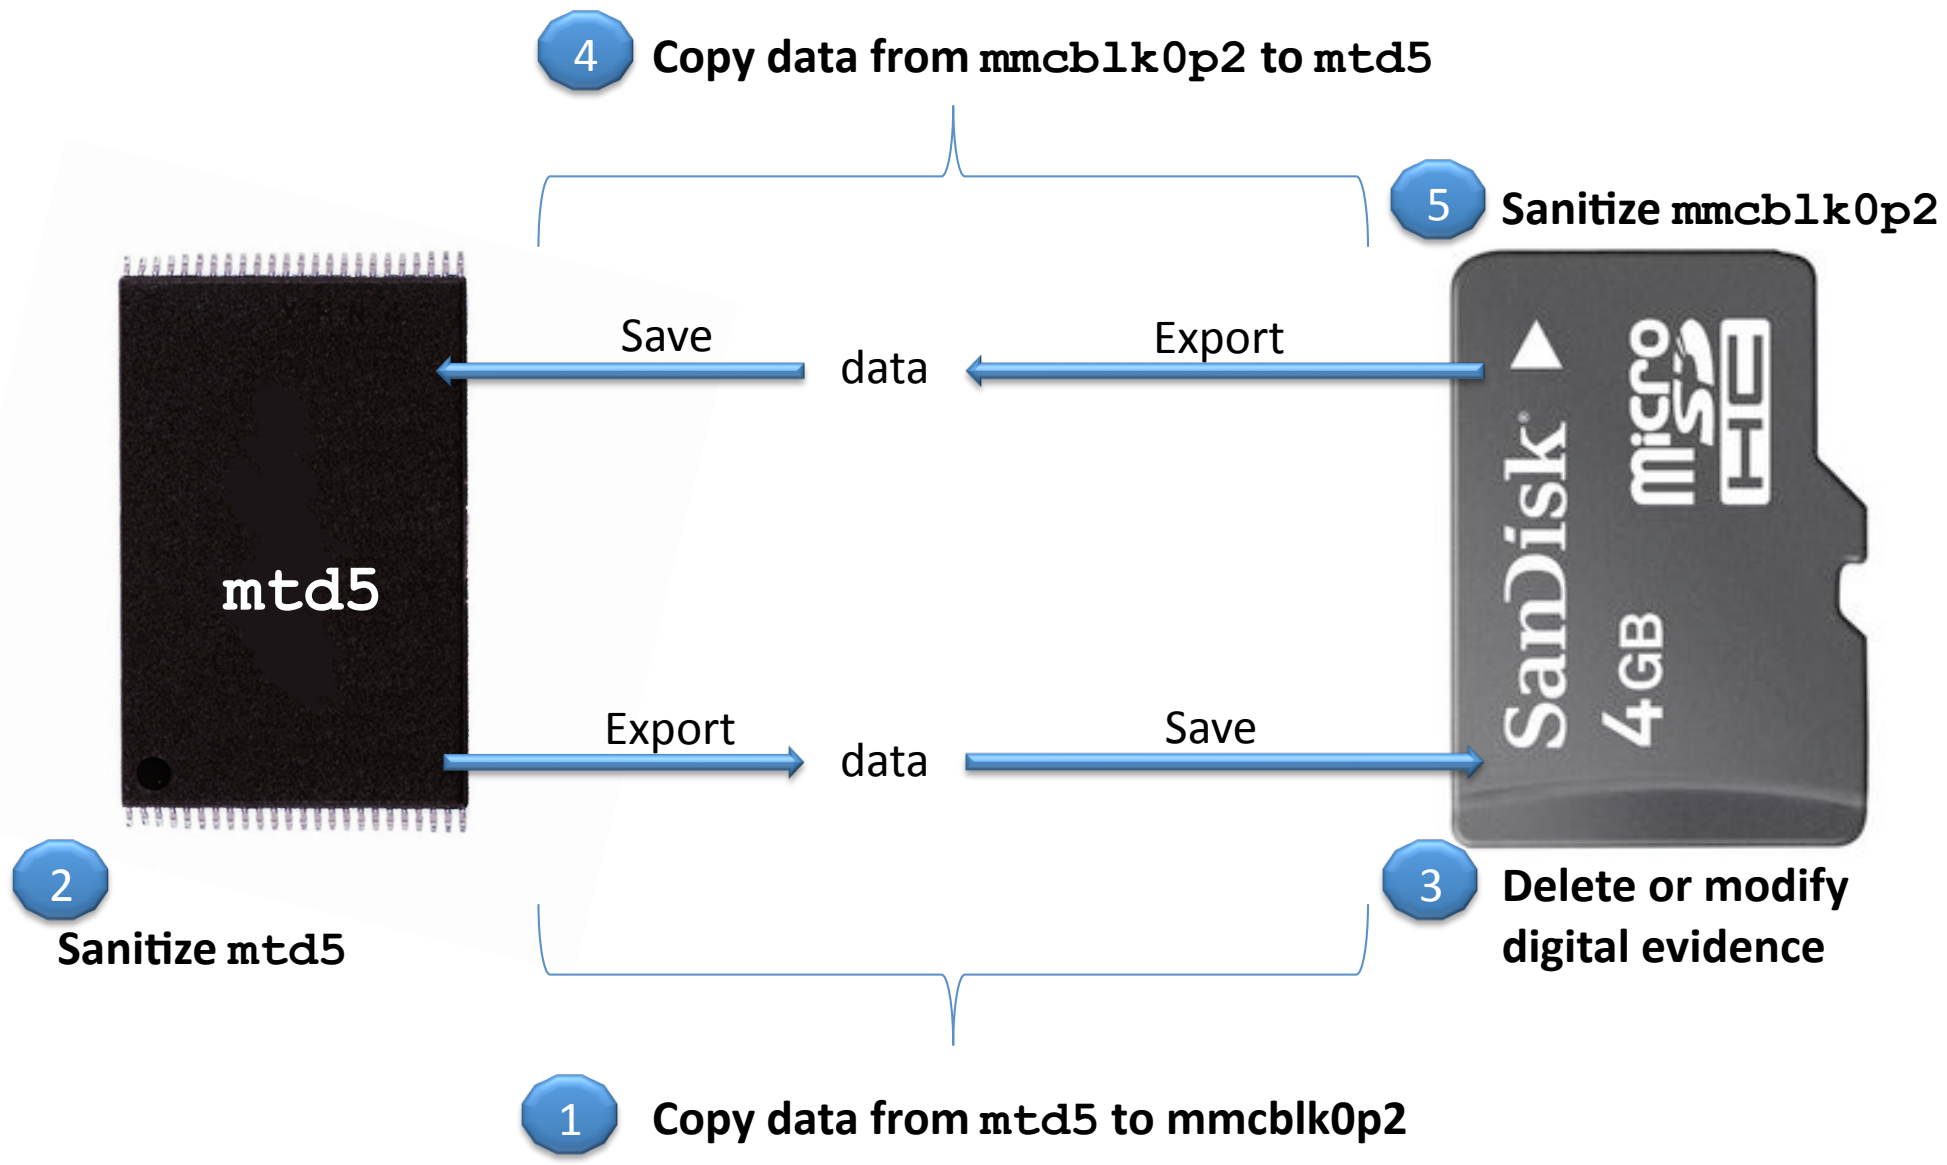 4 Copy data from mmcblk0p2 to mtd5
5 Sanitize mmcblk0p2
Save
data
Export
SanDisk®
4GB
micro
SD
HC
mtd5
Export
data
Save
2
Sanitize mtd5
3 Delete or modify
digital evidence
1 Copy data from mtd5 to mmcblk0p2